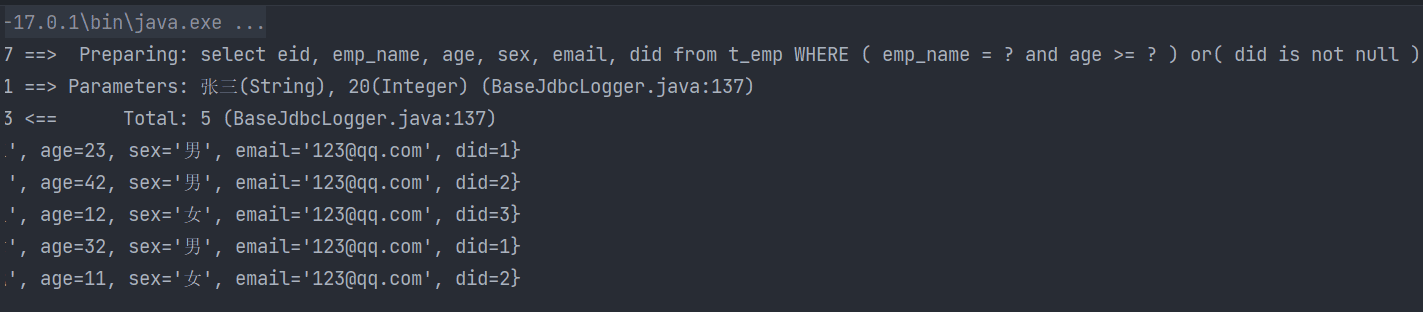 -17.0.1\bin\java.exe ...
7 ==>  Preparing: select eid, emp_name, age, sex, email, did from t_emp WHERE ( emp_name = ? and age >= ? ) or( did is not null )
1 ==> Parameters: 张三(String), 20(Integer) (BaseJdbcLogger.java:137)
3 <==      Total: 5 (BaseJdbcLogger.java:137)
', age=23, sex='男', email='123@qq.com', did=1}
', age=42, sex='男', email='123@qq.com', did=2}
', age=12, sex='女', email='123@qq.com', did=3}
', age=32, sex='男', email='123@qq.com', did=1}
', age=11, sex='女', email='123@qq.com', did=2}